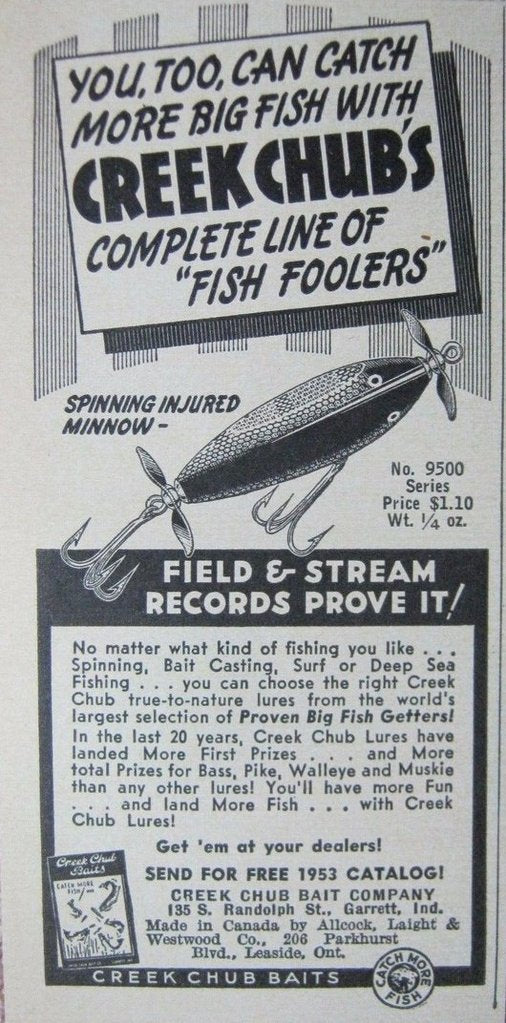 YOU, TOO, CAN CATCH
MORE BIG FISH WITH
CREEK CHUB'S
COMPLETE LINE OF
"FISH FOOLERS"
SPINNING INJURED
MINNOW -
No. 9500
Series
Price $1.10
Wt. 1/4 oz.
FIELD & STREAM
RECORDS PROVE IT!
No matter what kind of fishing you like . . .
Spinning, Bait Casting, Surf or Deep Sea
Fishing . . . you can choose the right Creek
Chub true-to-nature lures from the world's
largest selection of Proven Big Fish Getters!
In the last 20 years, Creek Chub Lures have
landed More First Prizes . . . and More
total Prizes for Bass, Pike, Walleye and Muskie
than any other lures! You'll have more Fun
. . . and land More Fish . . . with Creek
Chub Lures!
Get 'em at your dealers!
SEND FOR FREE 1953 CATALOG!
CREEK CHUB BAIT COMPANY
135 S. Randolph St., Garrett, Ind.
Made in Canada by Allcock, Laight &
Westwood Co., 206 Parkhurst
Blvd., Leaside, Ont.
Creek Chub
Baits
CATCH MORE
FISH
CREEK CHUB BAITS
CATCH MORE
FISH